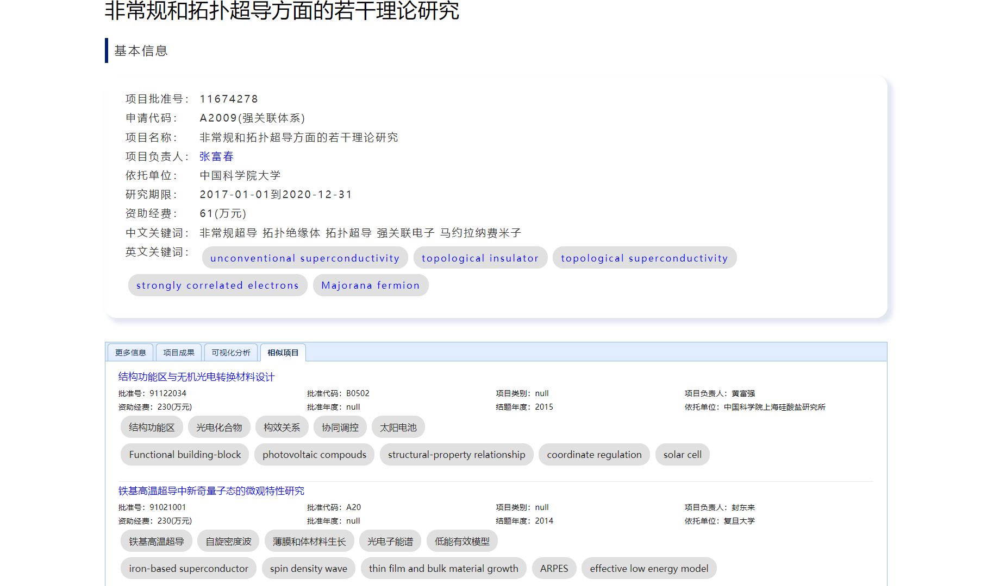 非常规和拓扑超导方面的若干理论研究
基本信息
项目批准号： 11674278
申请代码： A2009(强关联体系)
项目名称： 非常规和拓扑超导方面的若干理论研究
项目负责人： 张富春
依托单位： 中国科学院大学
研究期限： 2017-01-01到2020-12-31
资助经费： 61(万元)
中文关键词： 非常规超导 拓扑绝缘体 拓扑超导 强关联电子 马约拉纳费米子
英文关键词： unconventional superconductivity topological insulator topological superconductivity
strongly correlated electrons Majorana fermion
更多信息 项目成果 可视化分析 相似项目
结构功能区与无机光电转换材料设计
批准号：91122034 批准代码：B0502 项目类别：null 项目负责人：黄富强
资助经费：230(万元) 批准年度：null 结题年度：2015 依托单位：中国科学院上海硅酸盐研究所
结构功能区 光电化合物 构效关系 协同调控 太阳电池
Functional building-block photovoltaic compouds structural-property relationship coordinate regulation solar cell
铁基高温超导中新奇量子态的微观特性研究
批准号：91021001 批准代码：A20 项目类别：null 项目负责人：封东来
资助经费：230(万元) 批准年度：null 结题年度：2014 依托单位：复旦大学
铁基高温超导 自旋密度波 薄膜和体材料生长 光电子能谱 低能有效模型
iron-based superconductor spin density wave thin film and bulk material growth ARPES effective low energy model